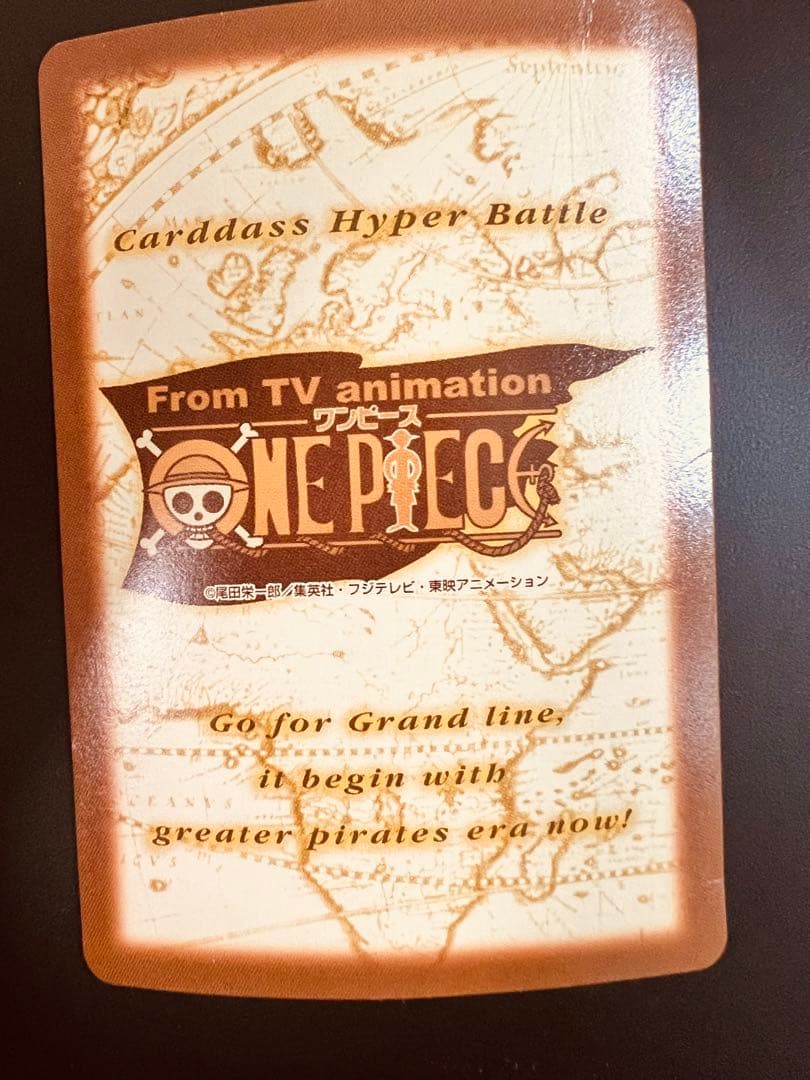 Septentrio
Carddass Hyper Battle
From TV animation
ワンピース
ONE PIECE
©尾田栄一郎／集英社・フジテレビ・東映アニメーション
Go for Grand line,
it begin with
greater pirates era now!